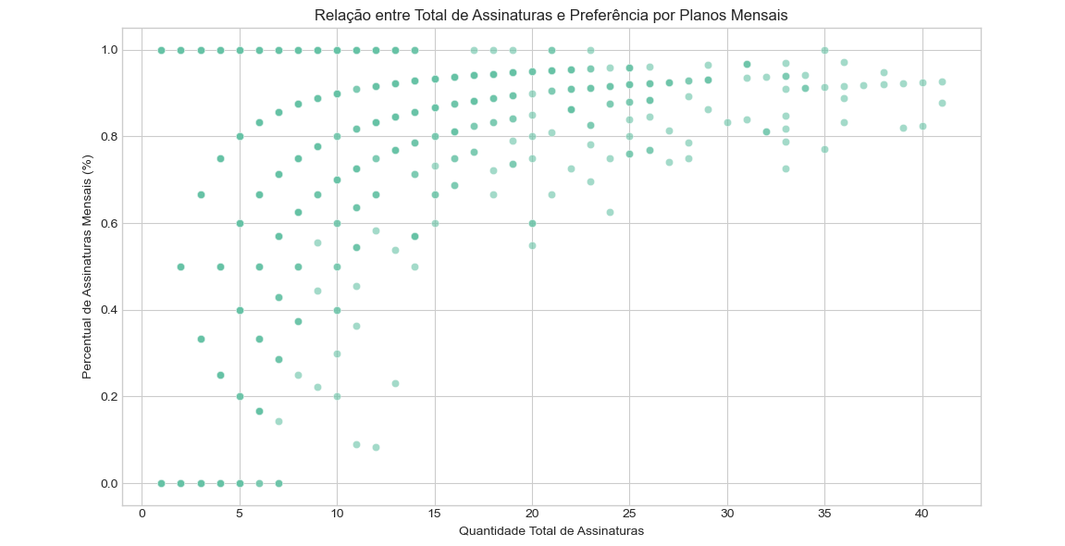 Relação entre Total de Assinaturas e Preferência por Planos Mensais
Percentual de Assinaturas Mensais (%)
1.0
0.8
0.6
0.4
0.2
0.0
0 5 10 15 20 25 30 35 40
Quantidade Total de Assinaturas